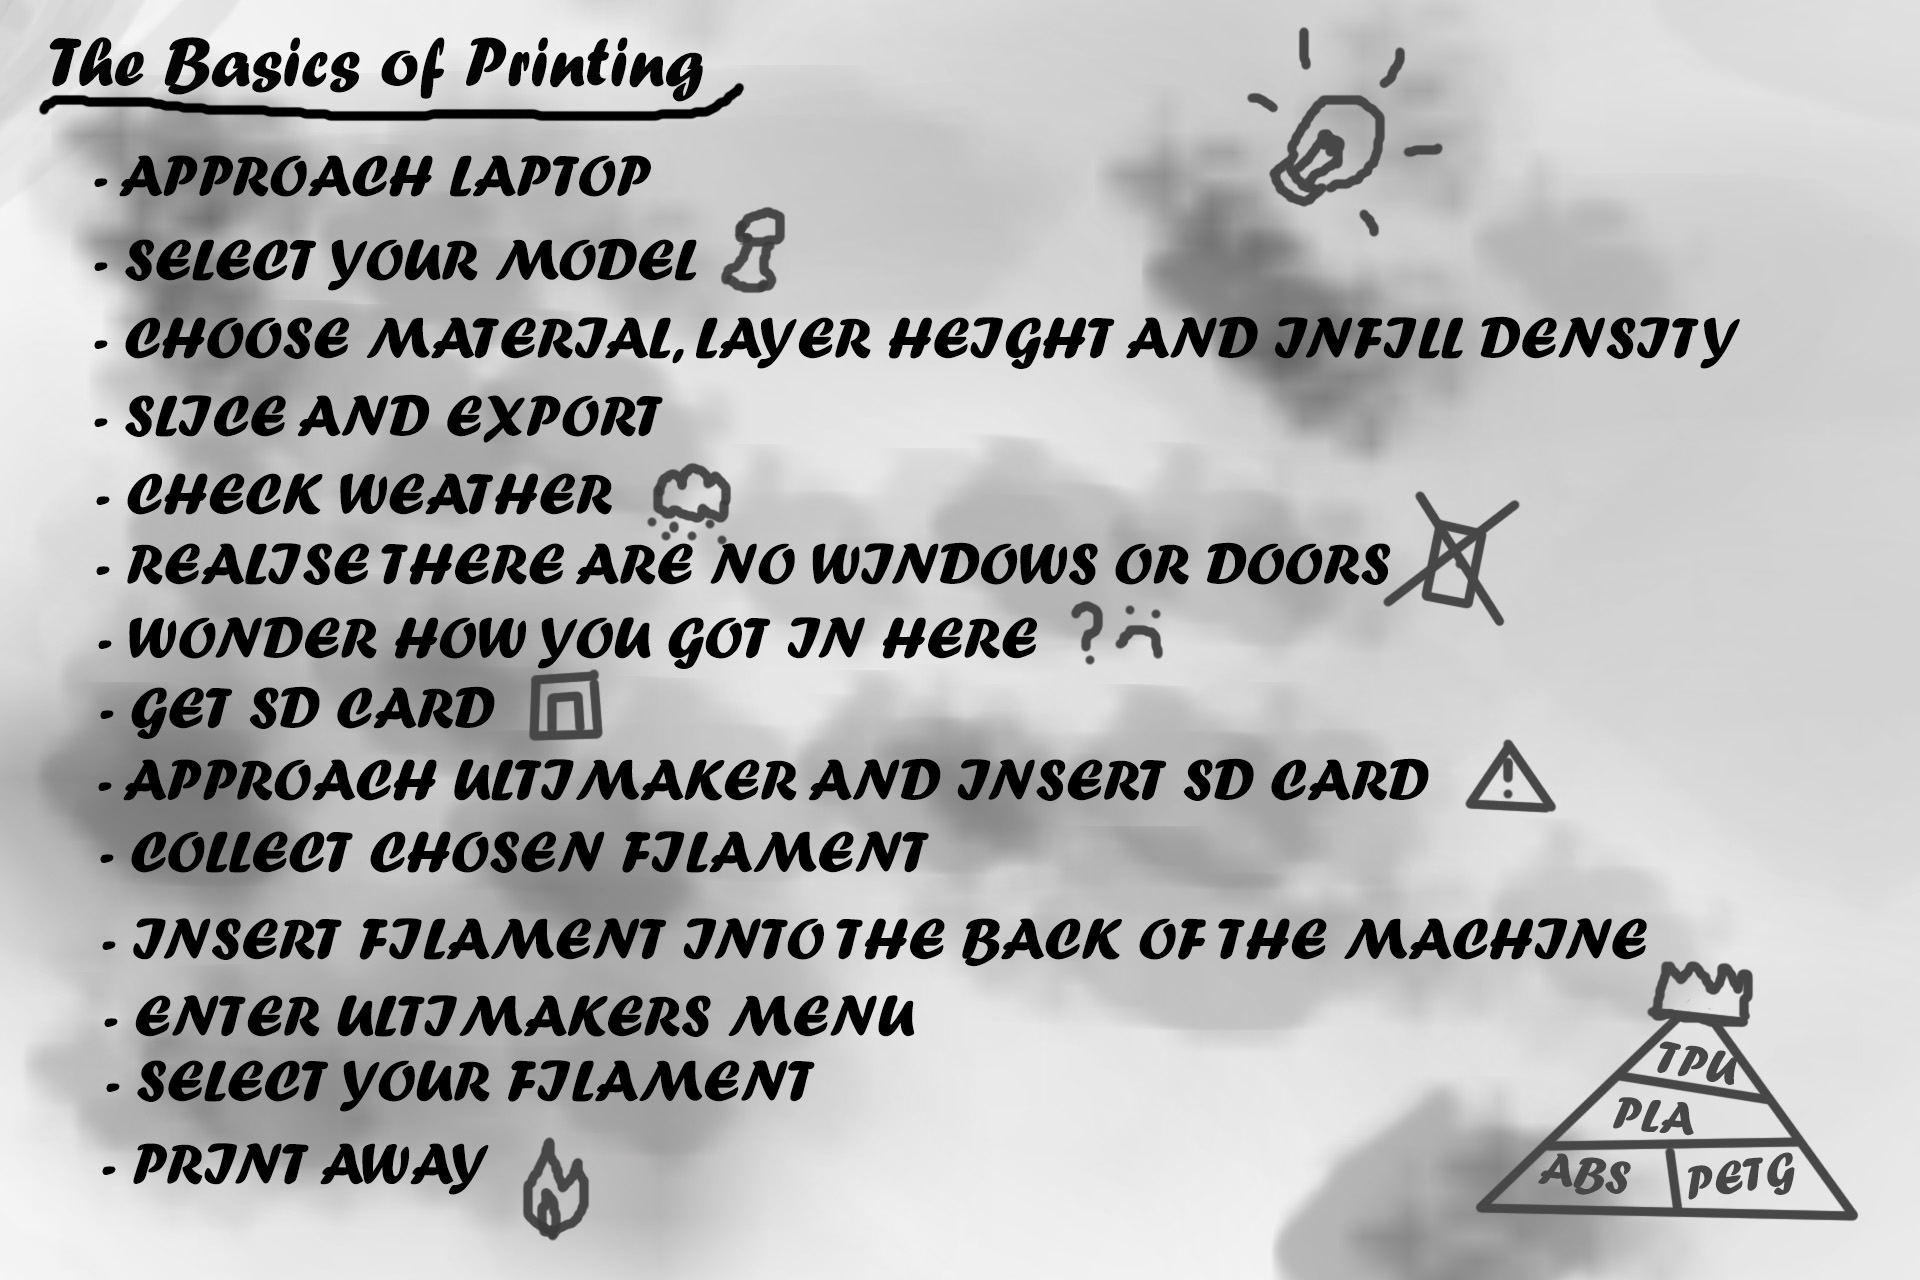 The Basics of Printing
- APPROACH LAPTOP
- SELECT YOUR MODEL
- CHOOSE MATERIAL, LAYER HEIGHT AND INFILL DENSITY
- SLICE AND EXPORT
- CHECK WEATHER
- REALISE THERE ARE NO WINDOWS OR DOORS
- WONDER HOW YOU GOT IN HERE ?
- GET SD CARD
- APPROACH ULTIMAKER AND INSERT SD CARD !
- COLLECT CHOSEN FILAMENT
- INSERT FILAMENT INTO THE BACK OF THE MACHINE
- ENTER ULTIMAKERS MENU
- SELECT YOUR FILAMENT
- PRINT AWAY
TPU
PLA
ABS PETG